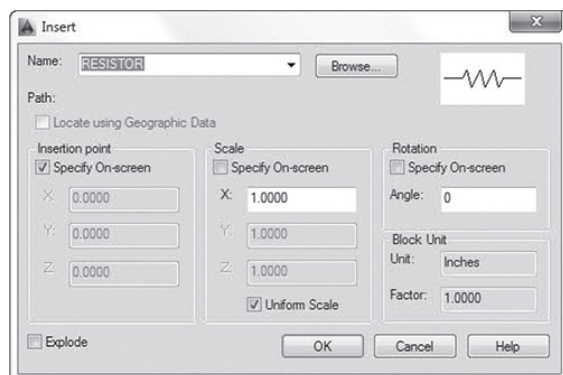 Insert
Name: RESISTOR Browse...
Path:
Locate using Geographic Data
Insertion point
Specify On-screen
X: 0.0000
Y: 0.0000
Z: 0.0000
Scale
Specify On-screen
X: 1.0000
Y: 1.0000
Z: 1.0000
Uniform Scale
Rotation
Specify On-screen
Angle: 0
Block Unit
Unit: Inches
Factor: 1.0000
Explode
OK Cancel Help